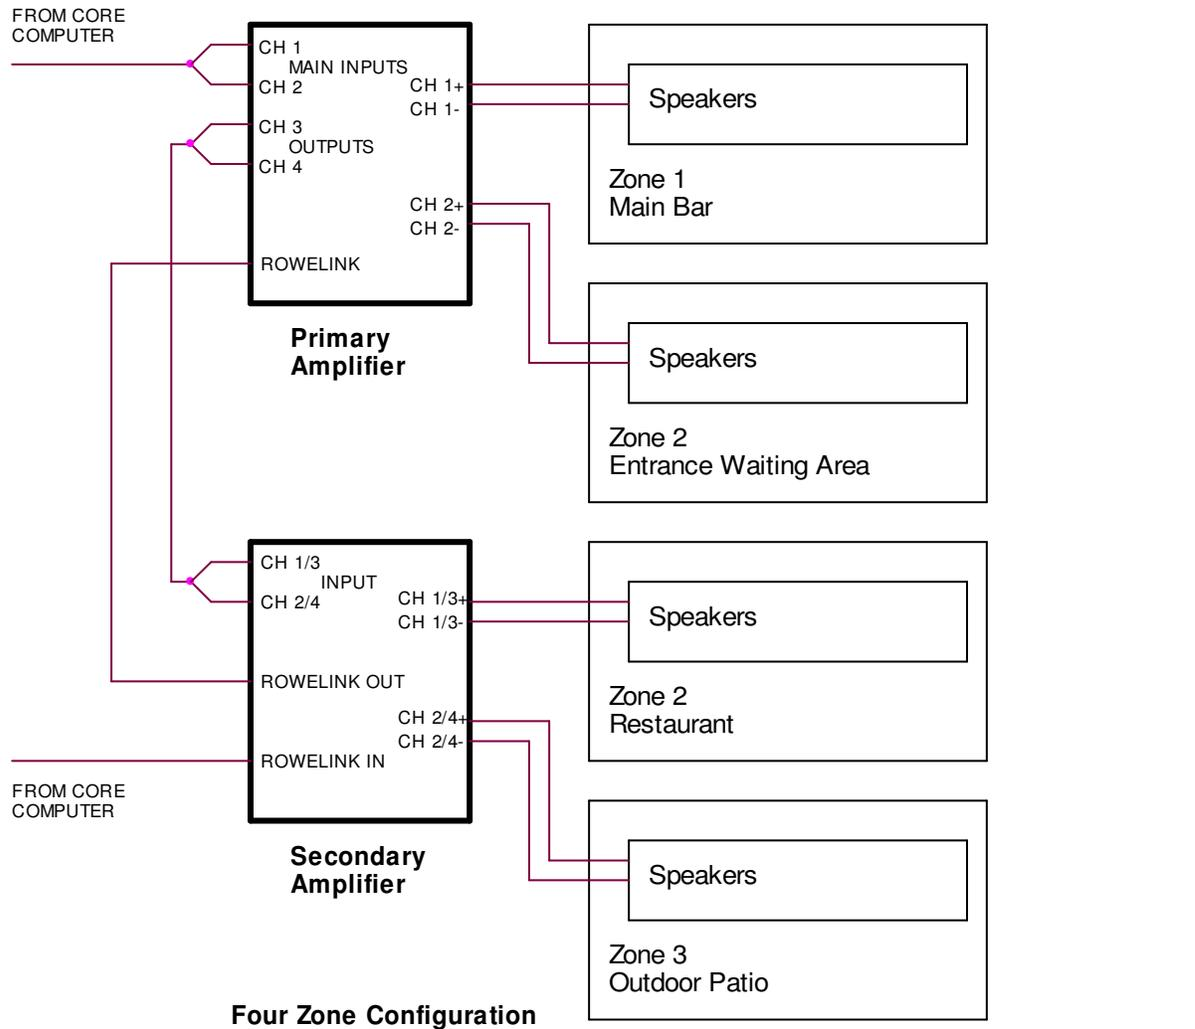 FROM CORE
COMPUTER
CH 1
MAIN INPUTS
CH 2
CH 3
OUTPUTS
CH 4
ROWELINK
CH 1+
CH 1-
CH 2+
CH 2-
Primary
Amplifier
Speakers
Zone 1
Main Bar
Speakers
Zone 2
Entrance Waiting Area
CH 1/3
INPUT
CH 2/4
CH 1/3+
CH 1/3-
ROWELINK OUT
CH 2/4+
CH 2/4-
ROWELINK IN
FROM CORE
COMPUTER
Secondary
Amplifier
Speakers
Zone 2
Restaurant
Speakers
Zone 3
Outdoor Patio
Four Zone Configuration